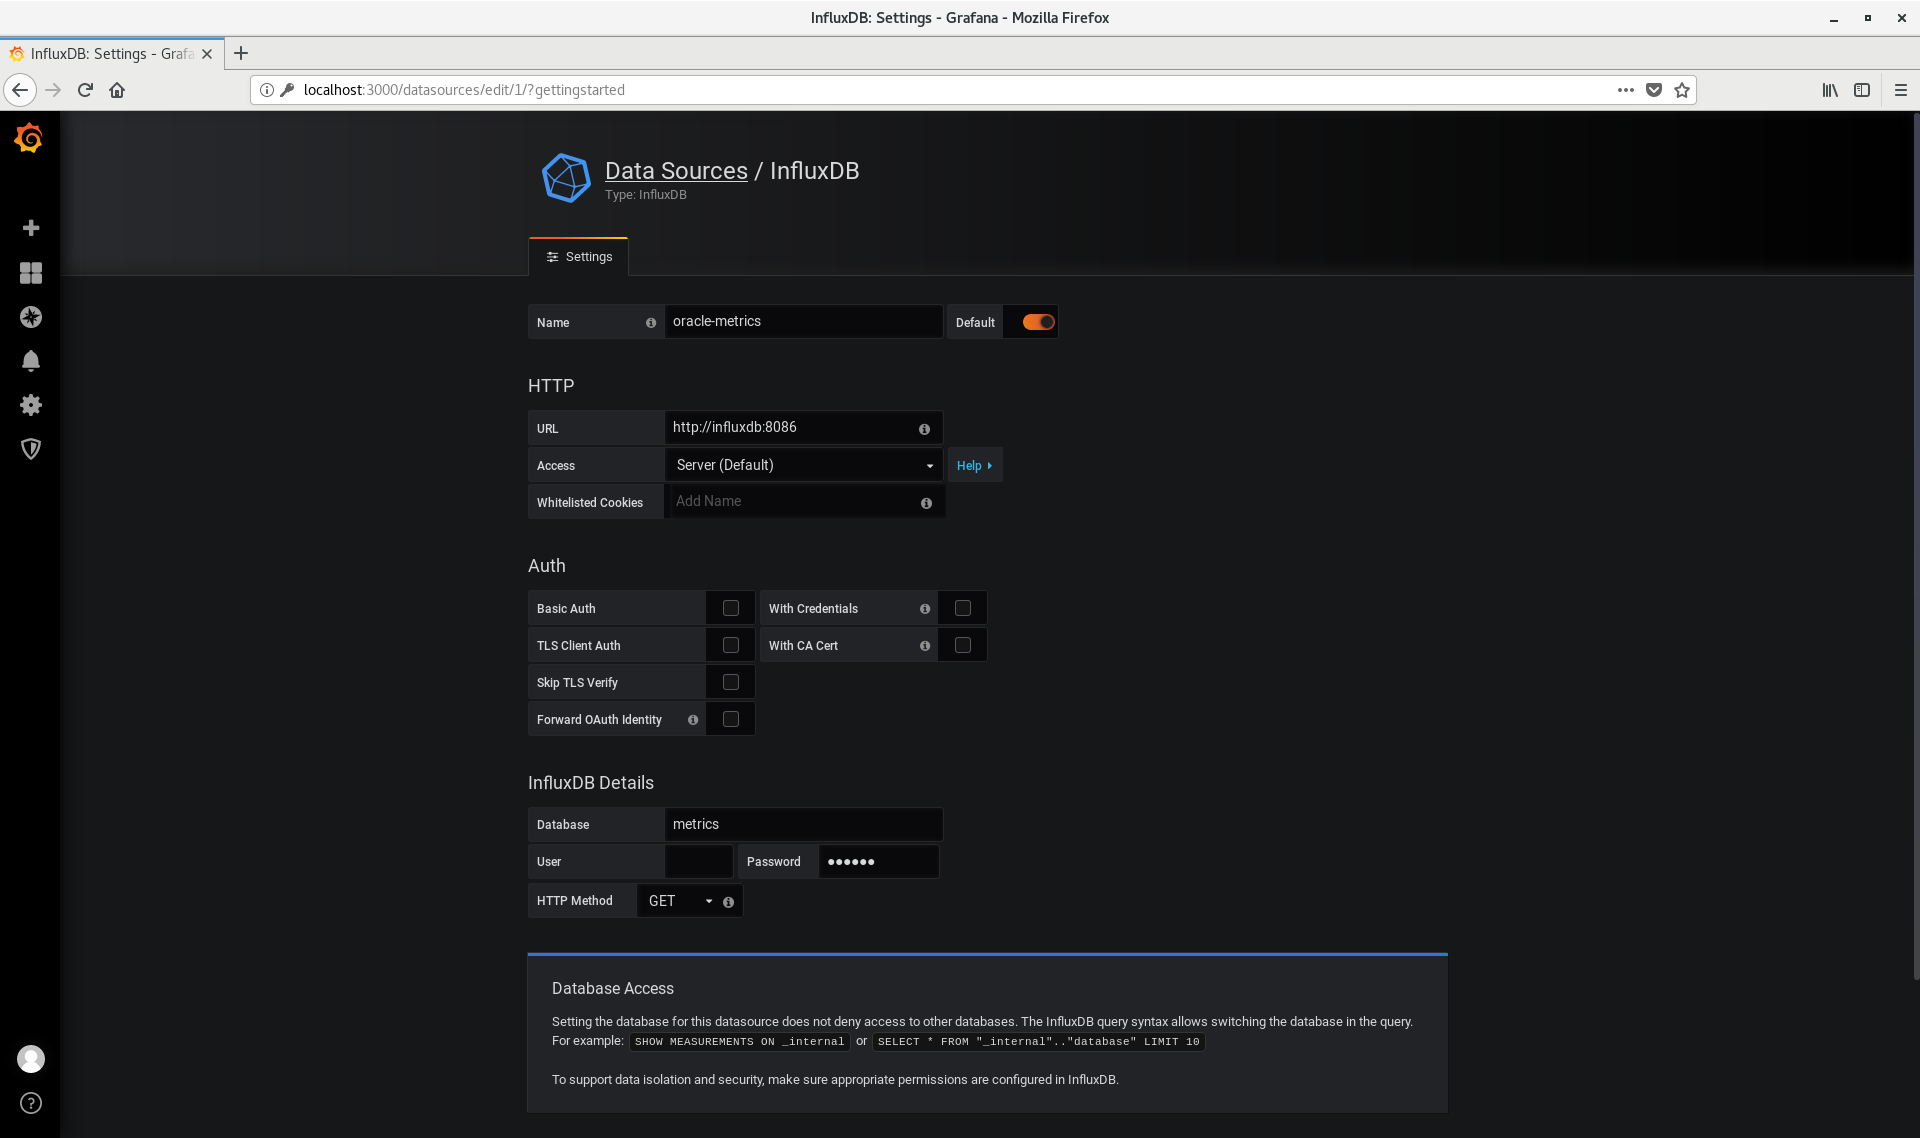 InfluxDB: Settings - Grafana - Mozilla Firefox
InfluxDB: Settings - Grafa
localhost:3000/datasources/edit/1/?gettingstarted
Data Sources / InfluxDB
Type: InfluxDB
Settings
Name oracle-metrics Default
HTTP
URL http://influxdb:8086
Access Server (Default) Help
Whitelisted Cookies Add Name
Auth
Basic Auth With Credentials
TLS Client Auth With CA Cert
Skip TLS Verify
Forward OAuth Identity
InfluxDB Details
Database metrics
User Password ••••••
HTTP Method GET
Database Access
Setting the database for this datasource does not deny access to other databases. The InfluxDB query syntax allows switching the database in the query.
For example: SHOW MEASUREMENTS ON _internal or SELECT * FROM "_internal".."database" LIMIT 10
To support data isolation and security, make sure appropriate permissions are configured in InfluxDB.